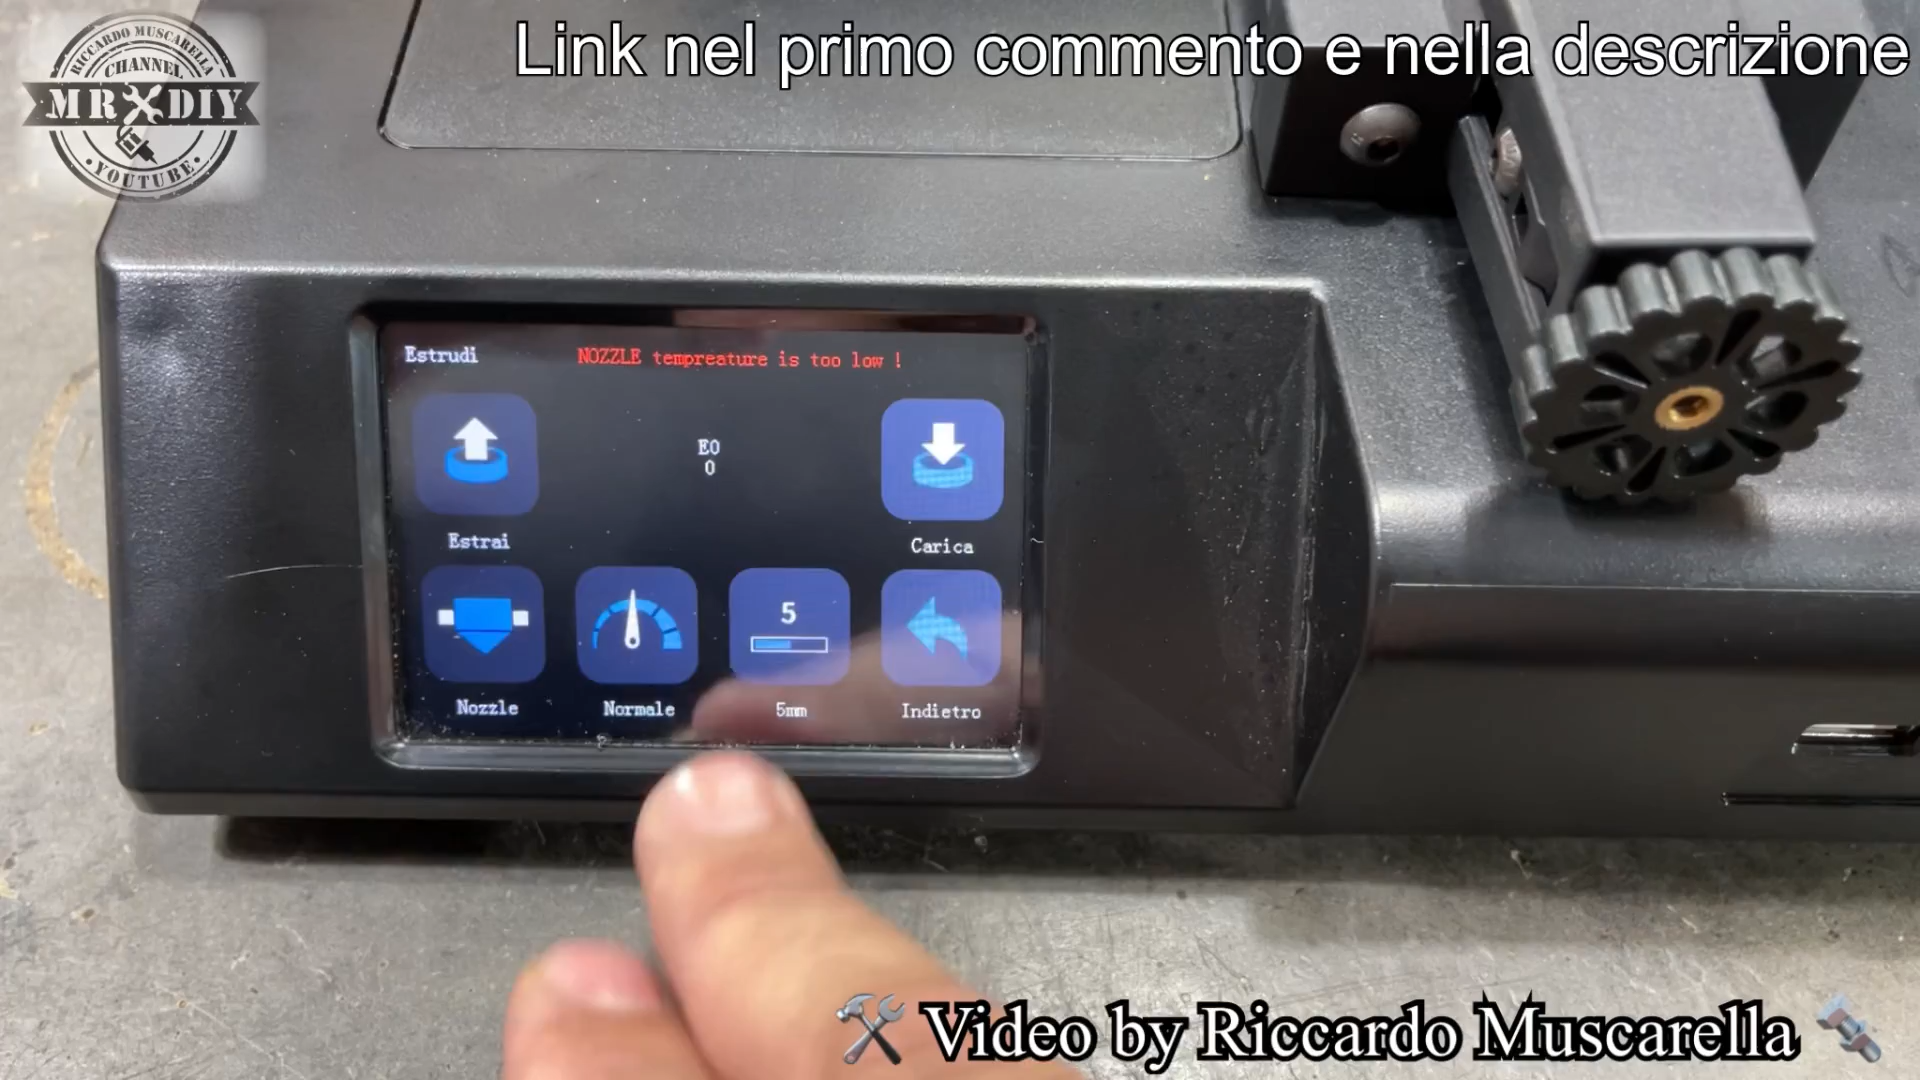 Link nel primo commento e nella descrizione
RICCARDO MUSCARELLA
CHANNEL
MR DIY
YOUTUBE
Estrudi
NOZZLE tempreature is too low !
E0
0
Estrai
Carica
5
Nozzle
Normale
5mm
Indietro
Video by Riccardo Muscarella